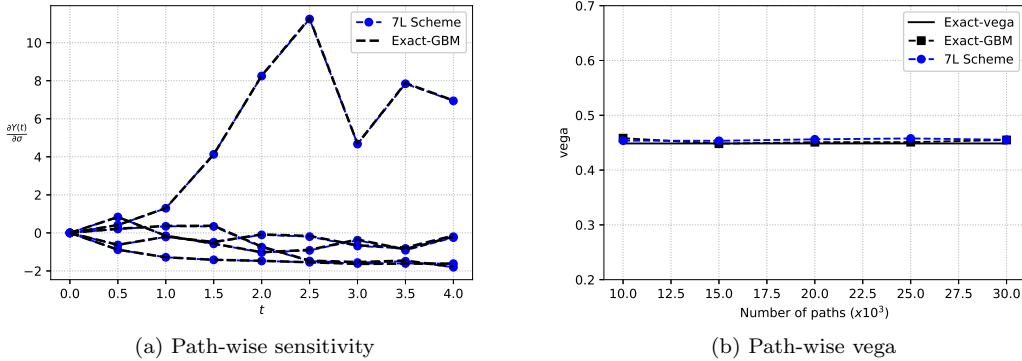 10
8
6
4
2
0
−2
∂Y(t)
∂σ
7L Scheme
Exact-GBM
0.0 0.5 1.0 1.5 2.0 2.5 3.0 3.5 4.0
t
(a) Path-wise sensitivity
0.7
0.6
0.5
0.4
0.3
0.2
vega
Exact-vega
Exact-GBM
7L Scheme
10.0 12.5 15.0 17.5 20.0 22.5 25.0 27.5 30.0
Number of paths (x10³)
(b) Path-wise vega